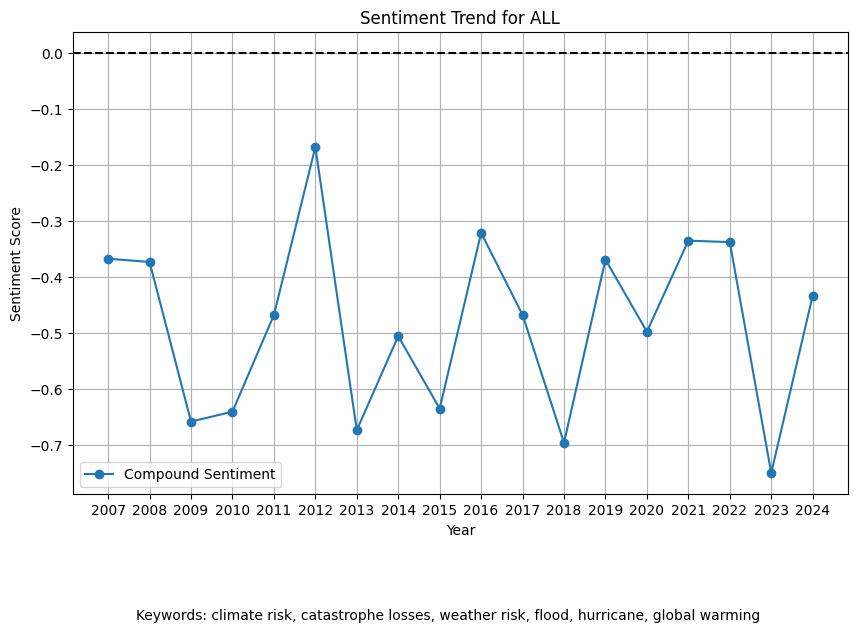 Sentiment Trend for ALL
0.0
−0.1
−0.2
−0.3
−0.4
−0.5
−0.6
−0.7
Sentiment Score
Compound Sentiment
2007 2008 2009 2010 2011 2012 2013 2014 2015 2016 2017 2018 2019 2020 2021 2022 2023 2024
Year
Keywords: climate risk, catastrophe losses, weather risk, flood, hurricane, global warming